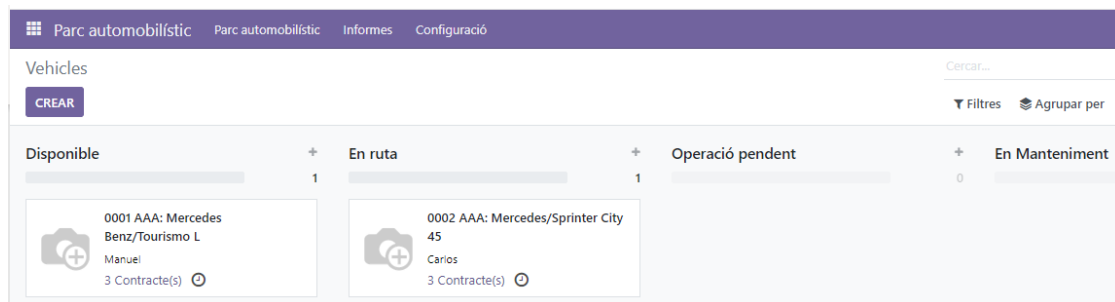 Parc automobilístic Parc automobilístic Informes Configuració
Vehicles
Cercar...
CREAR
Filtres Agrupar per
Disponible + 1
En ruta + 1
Operació pendent + 0
En Manteniment
0001 AAA: Mercedes
Benz/Tourismo L
Manuel
3 Contracte(s)
0002 AAA: Mercedes/Sprinter City
45
Carlos
3 Contracte(s)